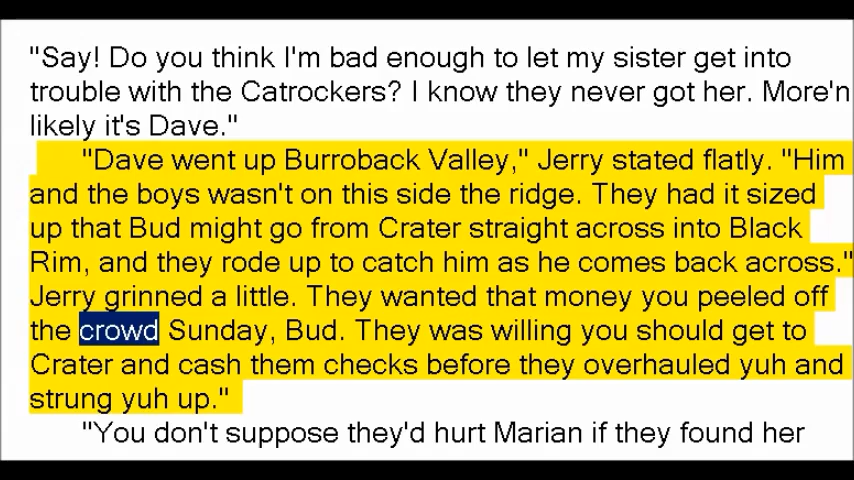 "Say! Do you think I'm bad enough to let my sister get into
trouble with the Catrockers? I know they never got her. More'n
likely it's Dave."
"Dave went up Burroback Valley," Jerry stated flatly. "Him
and the boys wasn't on this side the ridge. They had it sized
up that Bud might go from Crater straight across into Black
Rim, and they rode up to catch him as he comes back across."
Jerry grinned a little. They wanted that money you peeled off
the crowd Sunday, Bud. They was willing you should get to
Crater and cash them checks before they overhauled yuh and
strung yuh up."
"You don't suppose they'd hurt Marian if they found her